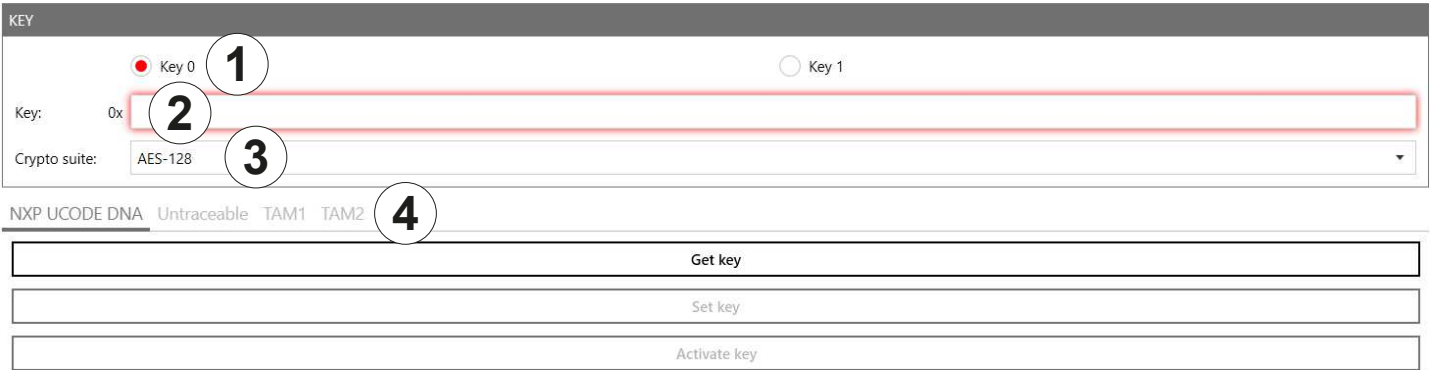 KEY
Key 0 1 Key 1
Key: 0x 2
Crypto suite: AES-128 3
NXP UCODE DNA Untraceable TAM1 TAM2 4
Get key
Set key
Activate key